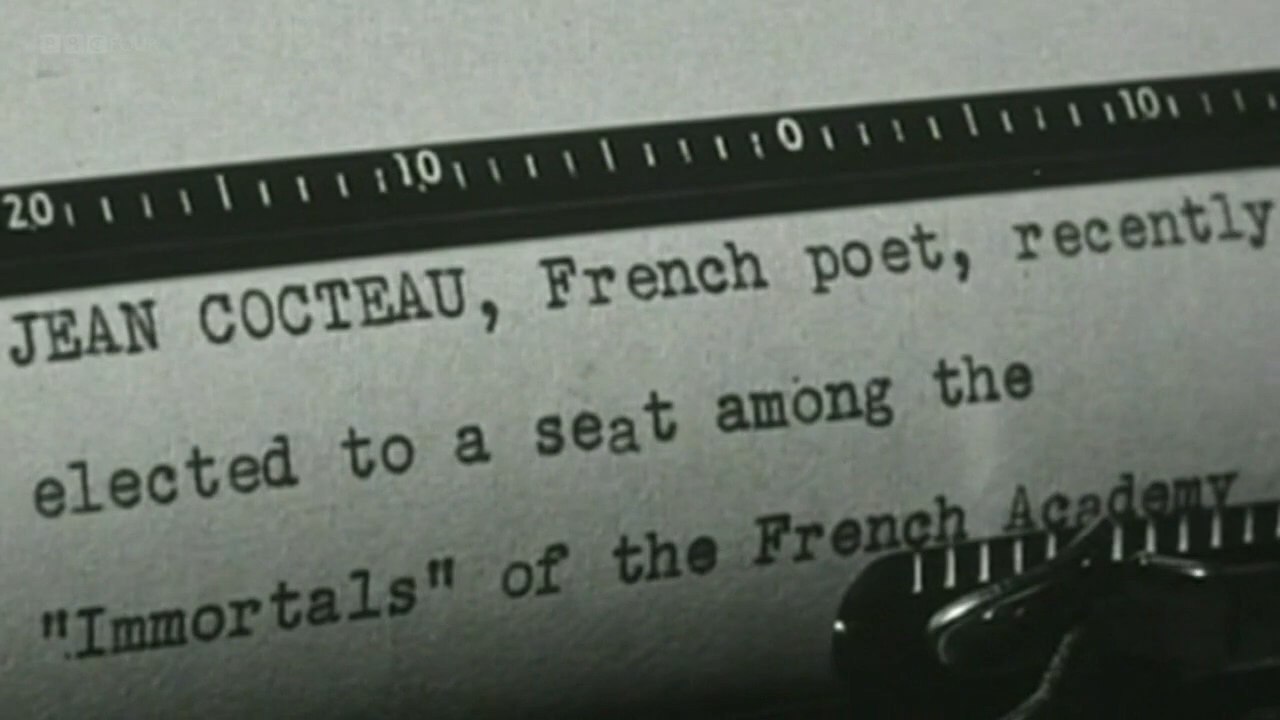 20 10 0 10
JEAN COCTEAU, French poet, recently
elected to a seat among the
"Immortals" of the French Academy